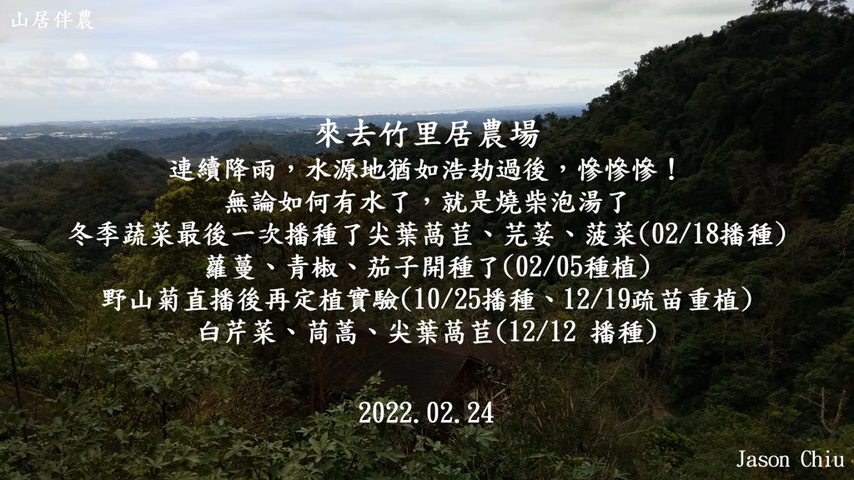 山居伴農
來去竹里居農場
連續降雨，水源地猶如浩劫過後，慘慘慘！
無論如何有水了，就是燒柴泡湯了
冬季蔬菜最後一次播種了尖葉萵苣、芫荽、菠菜(02/18播種)
蘿蔓、青椒、茄子開種了(02/05種植)
野山菊直播後再定植實驗(10/25播種、12/19疏苗重植)
白芹菜、茼蒿、尖葉萵苣(12/12 播種)
2022.02.24
Jason Chiu